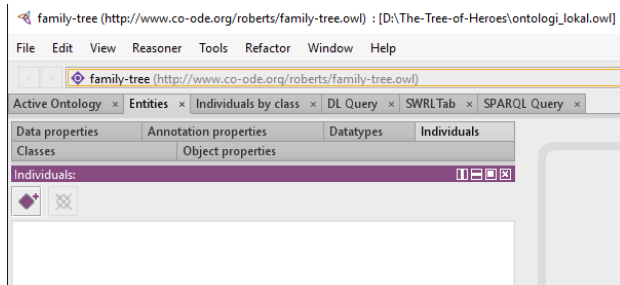 family-tree (http://www.co-ode.org/roberts/family-tree.owl) : [D:\The-Tree-of-Heroes\ontologi_lokal.owl]
File Edit View Reasoner Tools Refactor Window Help
family-tree (http://www.co-ode.org/roberts/family-tree.owl)
Active Ontology × Entities × Individuals by class × DL Query × SWRLTab × SPARQL Query ×
Data properties Annotation properties Datatypes Individuals
Classes Object properties
Individuals: